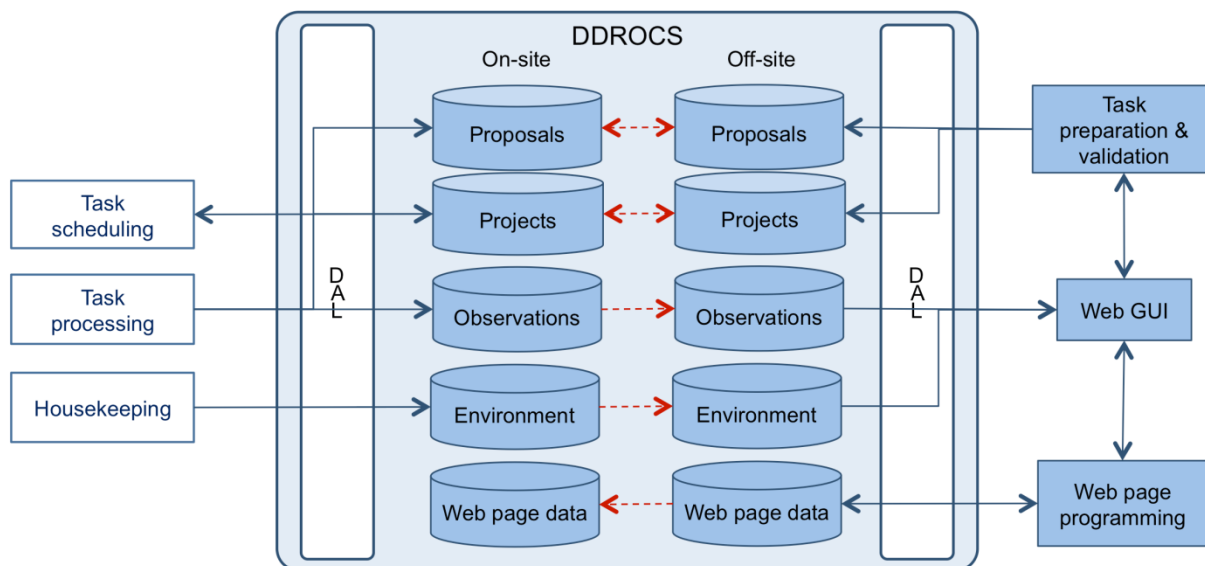 DDROCS
On-site
Off-site
Proposals
Proposals
Task
preparation &
validation
Task
scheduling
Projects
Projects
D
A
L
D
A
L
Task
processing
Observations
Observations
Web GUI
Housekeeping
Environment
Environment
Web page data
Web page data
Web page
programming